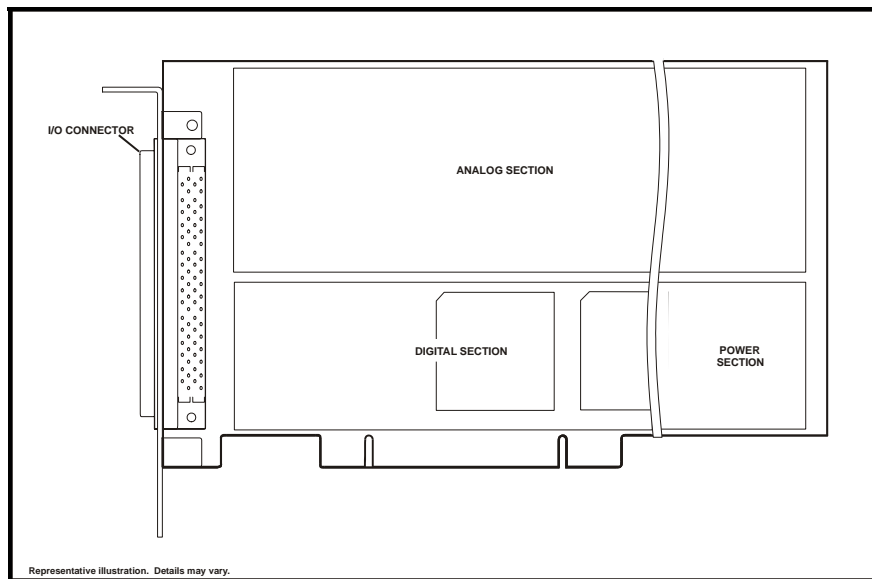 I/O CONNECTOR
ANALOG SECTION
DIGITAL SECTION
POWER
SECTION
Representative illustration. Details may vary.